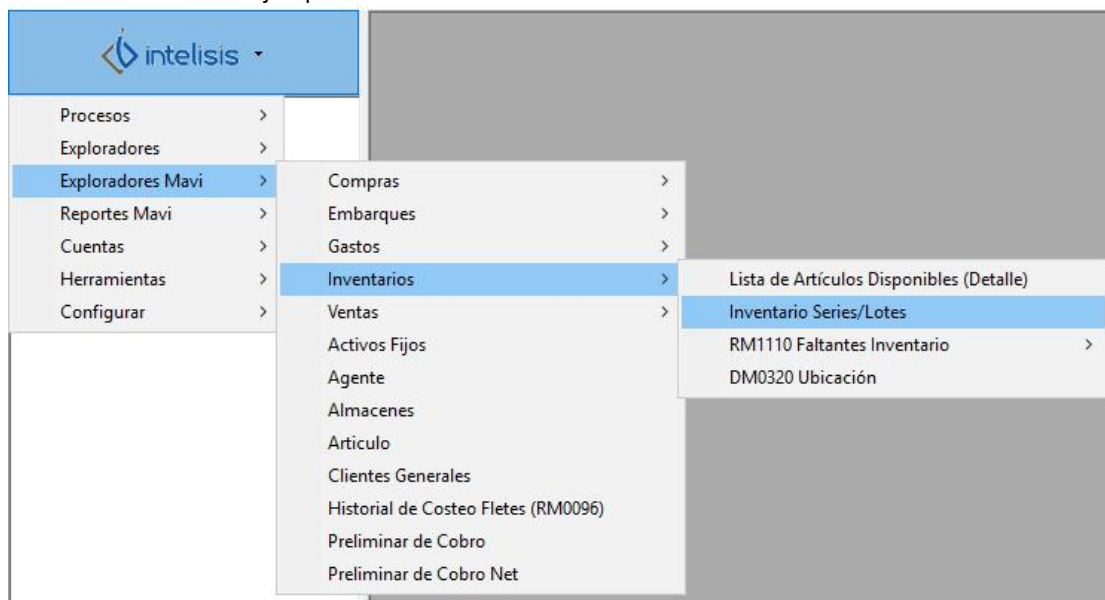 intelisis
Procesos
Exploradores
Exploradores Mavi
Reportes Mavi
Cuentas
Herramientas
Configurar
Compras
Embarques
Gastos
Inventarios
Ventas
Activos Fijos
Agente
Almacenes
Articulo
Clientes Generales
Historial de Costeo Fletes (RM0096)
Preliminar de Cobro
Preliminar de Cobro Net
Lista de Artículos Disponibles (Detalle)
Inventario Series/Lotes
RM1110 Faltantes Inventario
DM0320 Ubicación